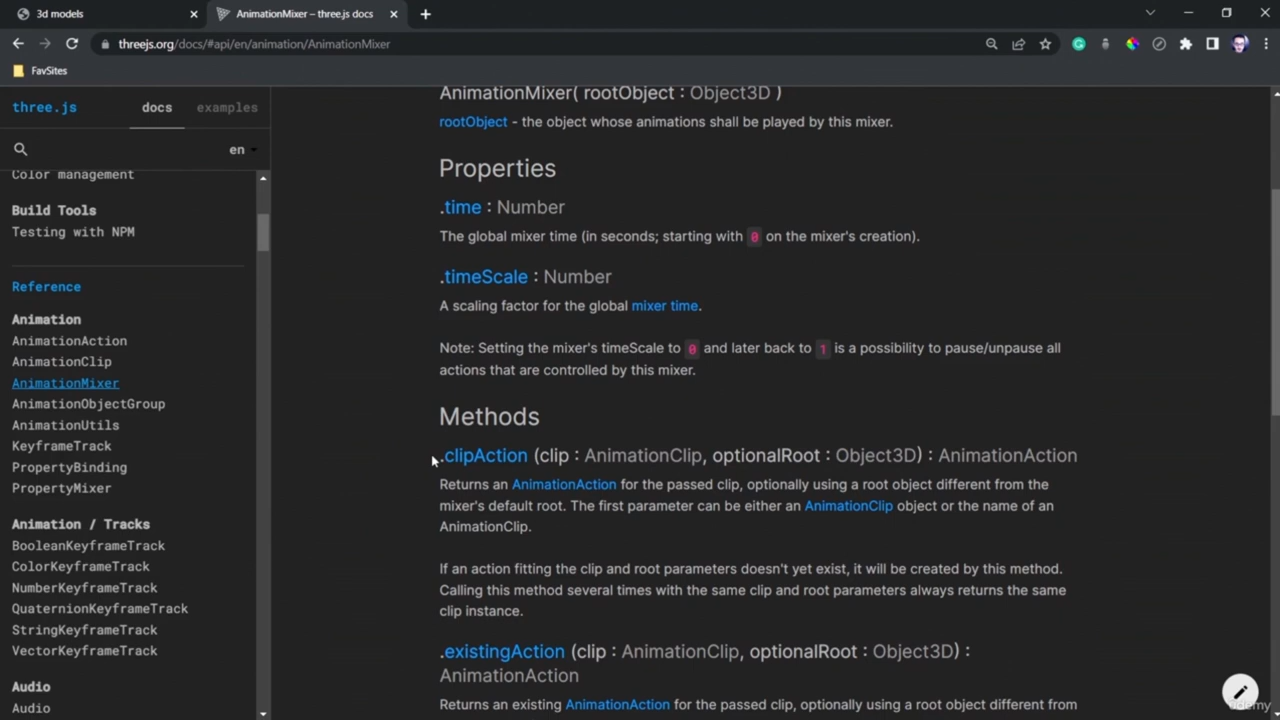 3d models
AnimationMixer – three.js docs
threejs.org/docs/#api/en/animation/AnimationMixer
FavSites
three.js docs examples
en
Color management
Build Tools
Testing with NPM
Reference
Animation
AnimationAction
AnimationClip
AnimationMixer
AnimationObjectGroup
AnimationUtils
KeyframeTrack
PropertyBinding
PropertyMixer
Animation / Tracks
BooleanKeyframeTrack
ColorKeyframeTrack
NumberKeyframeTrack
QuaternionKeyframeTrack
StringKeyframeTrack
VectorKeyframeTrack
Audio
Audio
AnimationMixer( rootObject : Object3D )
rootObject - the object whose animations shall be played by this mixer.
Properties
.time : Number
The global mixer time (in seconds; starting with 0 on the mixer's creation).
.timeScale : Number
A scaling factor for the global mixer time.
Note: Setting the mixer's timeScale to 0 and later back to 1 is a possibility to pause/unpause all
actions that are controlled by this mixer.
Methods
.clipAction (clip : AnimationClip, optionalRoot : Object3D) : AnimationAction
Returns an AnimationAction for the passed clip, optionally using a root object different from the
mixer's default root. The first parameter can be either an AnimationClip object or the name of an
AnimationClip.
If an action fitting the clip and root parameters doesn't yet exist, it will be created by this method.
Calling this method several times with the same clip and root parameters always returns the same
clip instance.
.existingAction (clip : AnimationClip, optionalRoot : Object3D) :
AnimationAction
Returns an existing AnimationAction for the passed clip, optionally using a root object different from
udemy